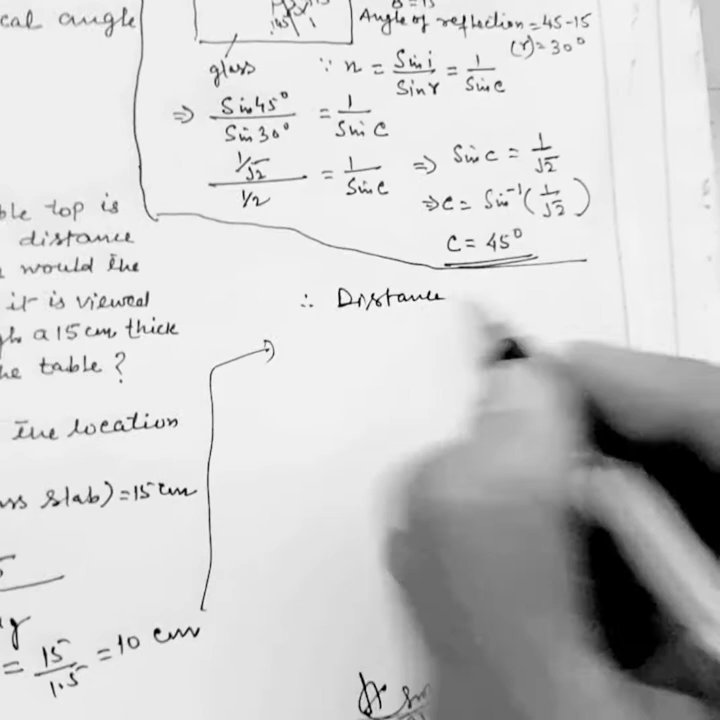 cal angle
Angle of reflection = 45-15
(r) = 30°
glass
∵ n = Sin i / Sin r = 1 / Sin C
⇒ Sin 45° / Sin 30° = 1 / Sin C
1/√2 / 1/2 = 1 / Sin C ⇒ Sin C = 1/√2
⇒ C = Sin⁻¹(1/√2)
C = 45°
ble top is
distance
would the
it is viewed
gh a 15 cm thick
he table ?
the location
ss slab) = 15 cm
= 15/1.5 = 10 cm
∴ Distance